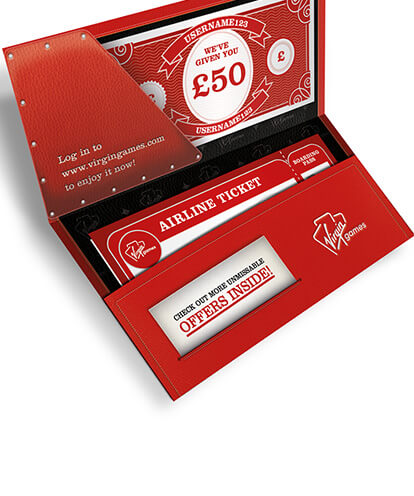 USERNAME123
WE'VE
GIVEN YOU
£50
£
USERNAME123
Log in to
www.virgingames.com
to enjoy it now!
BOARDING
PASS
AIRLINE TICKET
Virgin games
Virgin
games
CHECK OUT MORE UNMISSABLE
OFFERS INSIDE!